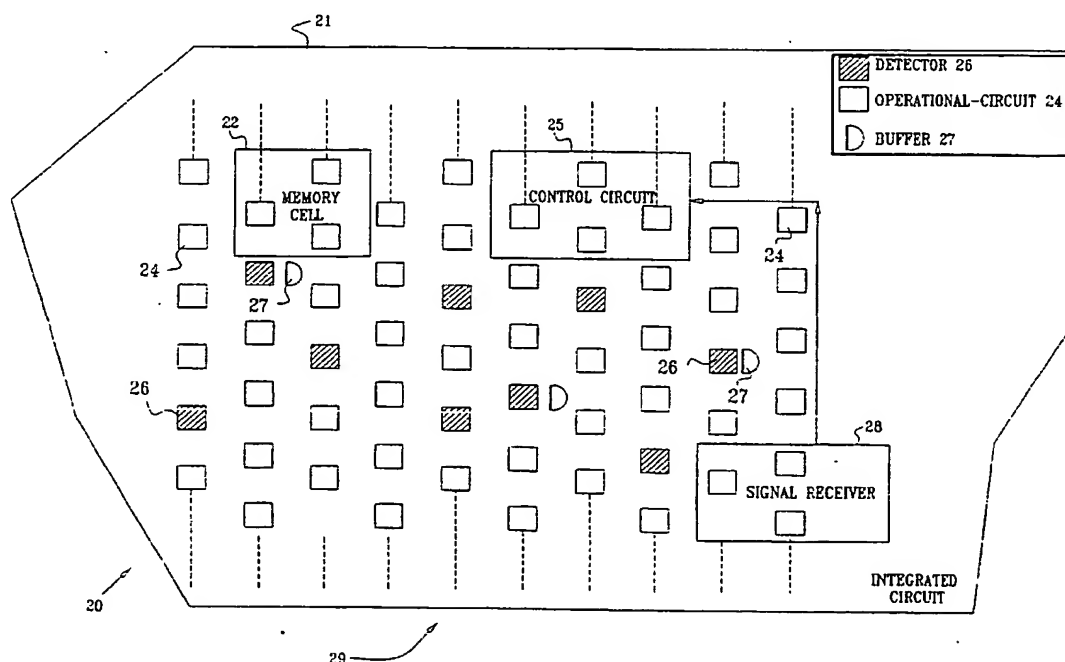 21
DETECTOR 26
OPERATIONAL-CIRCUIT 24
BUFFER 27
22
25
MEMORY
CELL
CONTROL CIRCUIT
24
24
27
26
26
27
28
SIGNAL RECEIVER
INTEGRATED
CIRCUIT
20
29